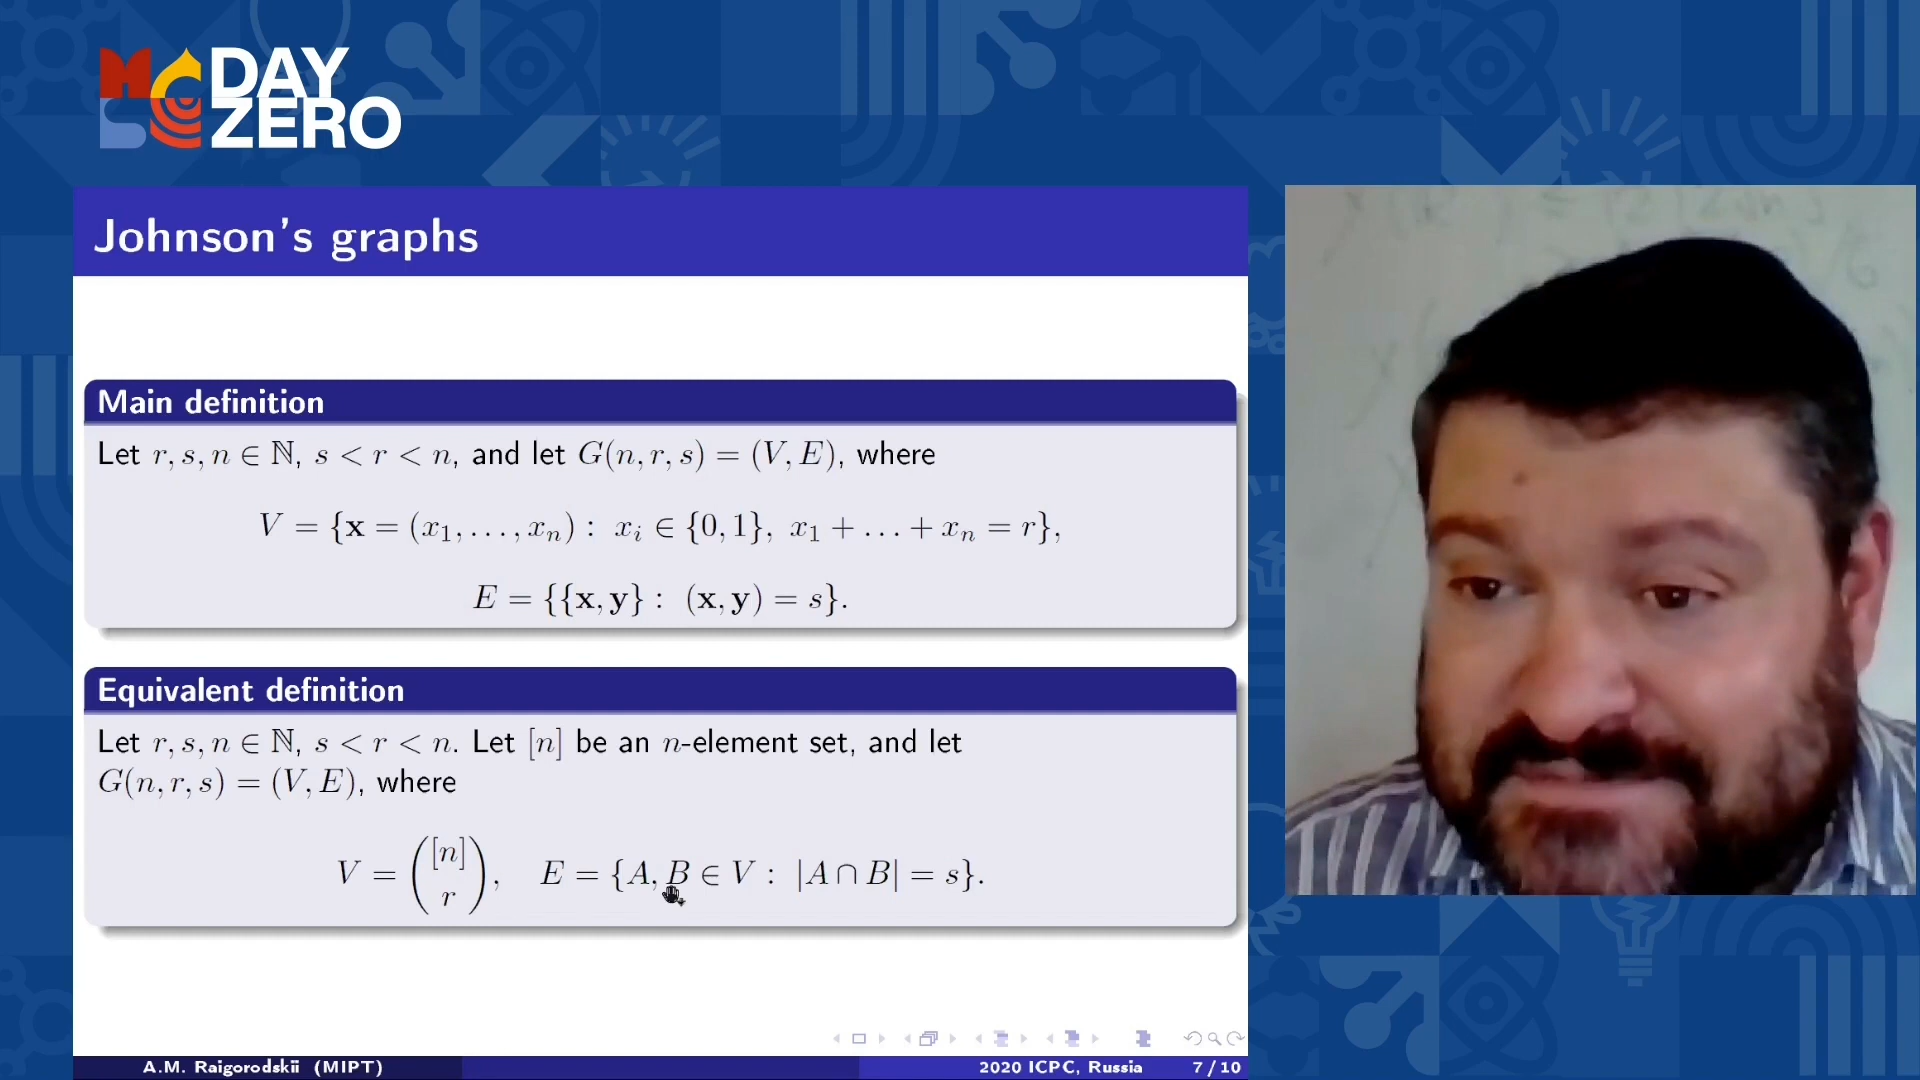 DAY
ZERO
Johnson's graphs
Main definition
Let r, s, n ∈ ℕ, s < r < n, and let G(n, r, s) = (V, E), where
V = {𝐱 = (x₁, . . . , xₙ) : xᵢ ∈ {0, 1}, x₁ + . . . + xₙ = r},
E = {{𝐱, 𝐲} : (𝐱, 𝐲) = s}.
Equivalent definition
Let r, s, n ∈ ℕ, s < r < n. Let [n] be an n-element set, and let
G(n, r, s) = (V, E), where
V = ([n] r), E = {A, B ∈ V : |A ∩ B| = s}.
A.M. Raigorodskii (MIPT) 2020 ICPC, Russia 7 / 10